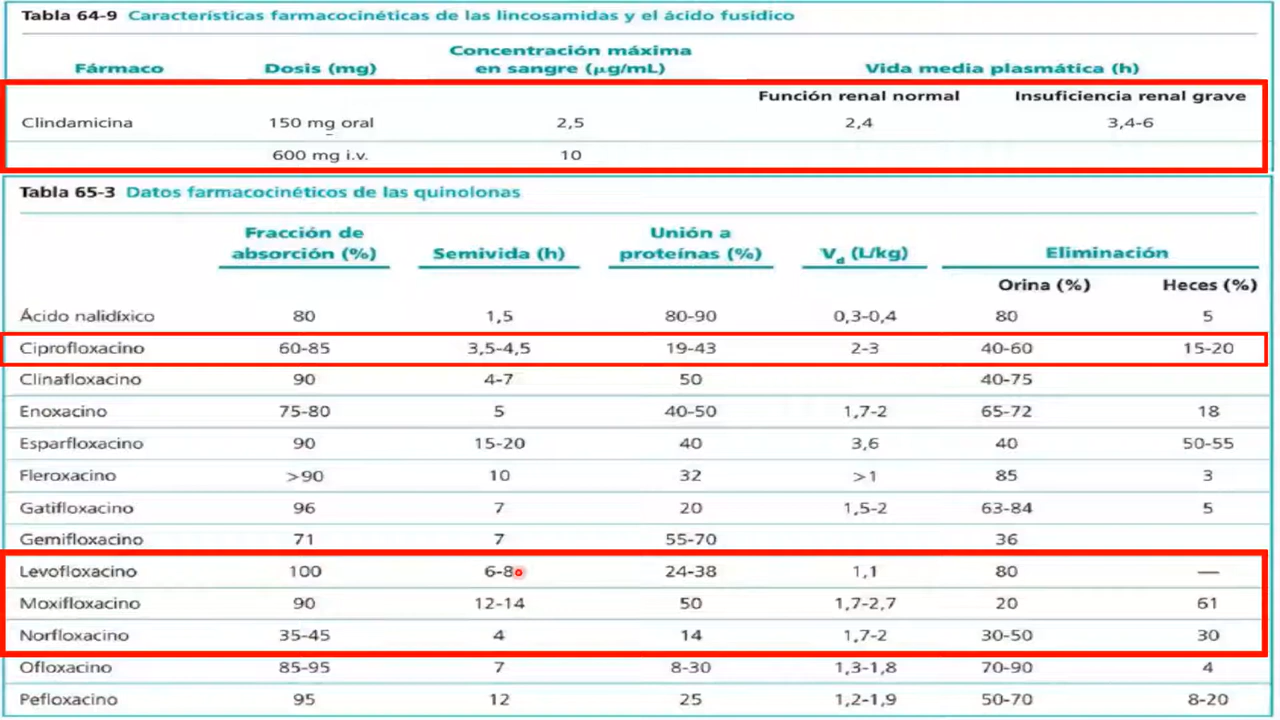 Tabla 64-9 Características farmacocinéticas de las lincosamidas y el ácido fusídico
Fármaco Dosis (mg) Concentración máxima en sangre (µg/mL) Vida media plasmática (h)
Función renal normal Insuficiencia renal grave
Clindamicina 150 mg oral 2,5 2,4 3,4-6
600 mg i.v. 10
Tabla 65-3 Datos farmacocinéticos de las quinolonas
Fracción de absorción (%) Semivida (h) Unión a proteínas (%) Vd (L/kg) Eliminación
Orina (%) Heces (%)
Ácido nalidíxico 80 1,5 80-90 0,3-0,4 80 5
Ciprofloxacino 60-85 3,5-4,5 19-43 2-3 40-60 15-20
Clinafloxacino 90 4-7 50 40-75
Enoxacino 75-80 5 40-50 1,7-2 65-72 18
Esparfloxacino 90 15-20 40 3,6 40 50-55
Fleroxacino >90 10 32 >1 85 3
Gatifloxacino 96 7 20 1,5-2 63-84 5
Gemifloxacino 71 7 55-70 36
Levofloxacino 100 6-8 24-38 1,1 80 —
Moxifloxacino 90 12-14 50 1,7-2,7 20 61
Norfloxacino 35-45 4 14 1,7-2 30-50 30
Ofloxacino 85-95 7 8-30 1,3-1,8 70-90 4
Pefloxacino 95 12 25 1,2-1,9 50-70 8-20